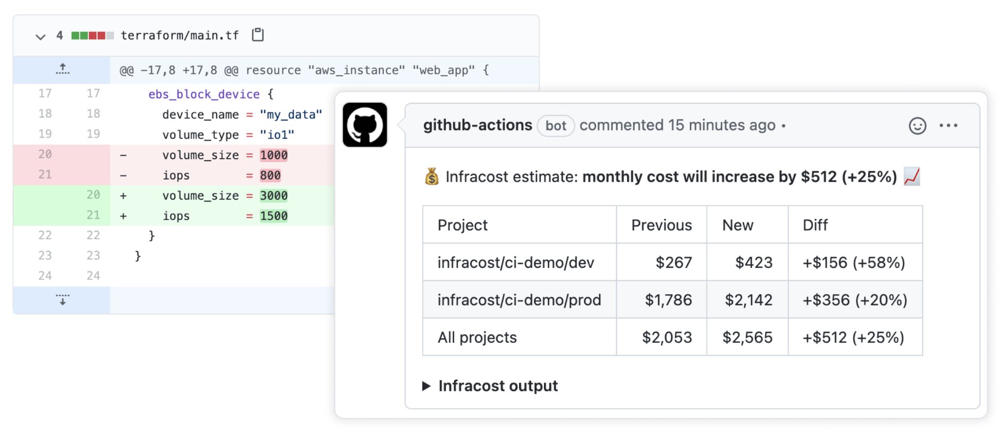 4 terraform/main.tf
@@ -17,8 +17,8 @@ resource "aws_instance" "web_app" {
17 17 ebs_block_device {
18 18 device_name = "my_data"
19 19 volume_type = "io1"
20 - volume_size = 1000
21 - iops = 800
20 + volume_size = 3000
21 + iops = 1500
22 22 }
23 23 }
24 24
github-actions bot commented 15 minutes ago •
💰 Infracost estimate: monthly cost will increase by $512 (+25%) 📈
Project Previous New Diff
infracost/ci-demo/dev $267 $423 +$156 (+58%)
infracost/ci-demo/prod $1,786 $2,142 +$356 (+20%)
All projects $2,053 $2,565 +$512 (+25%)
▶ Infracost output